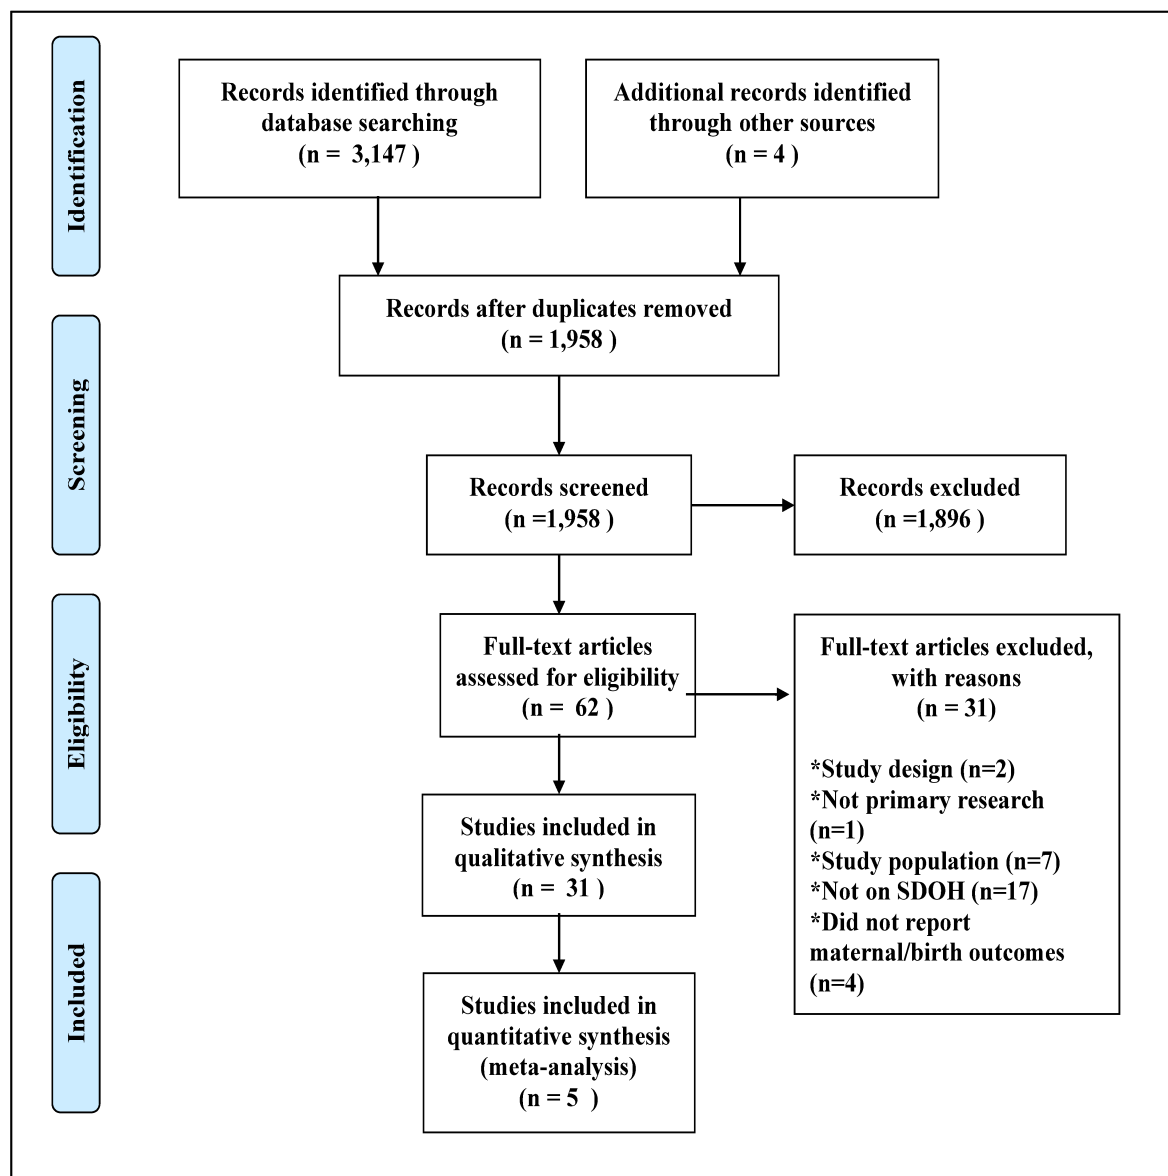 Identification
Records identified through
database searching
(n =  3,147 )
Additional records identified
through other sources
(n = 4 )
Records after duplicates removed
(n = 1,958 )
Screening
Records screened
(n =1,958 )
Records excluded
(n =1,896 )
Eligibility
Full-text articles
assessed for eligibility
(n =  62 )
Full-text articles excluded,
with reasons
(n = 31)
*Study design (n=2)
*Not primary research
(n=1)
*Study population (n=7)
*Not on SDOH (n=17)
*Did not report
maternal/birth outcomes
(n=4)
Studies included in
qualitative synthesis
(n =  31 )
Included
Studies included in
quantitative synthesis
(meta-analysis)
(n = 5  )